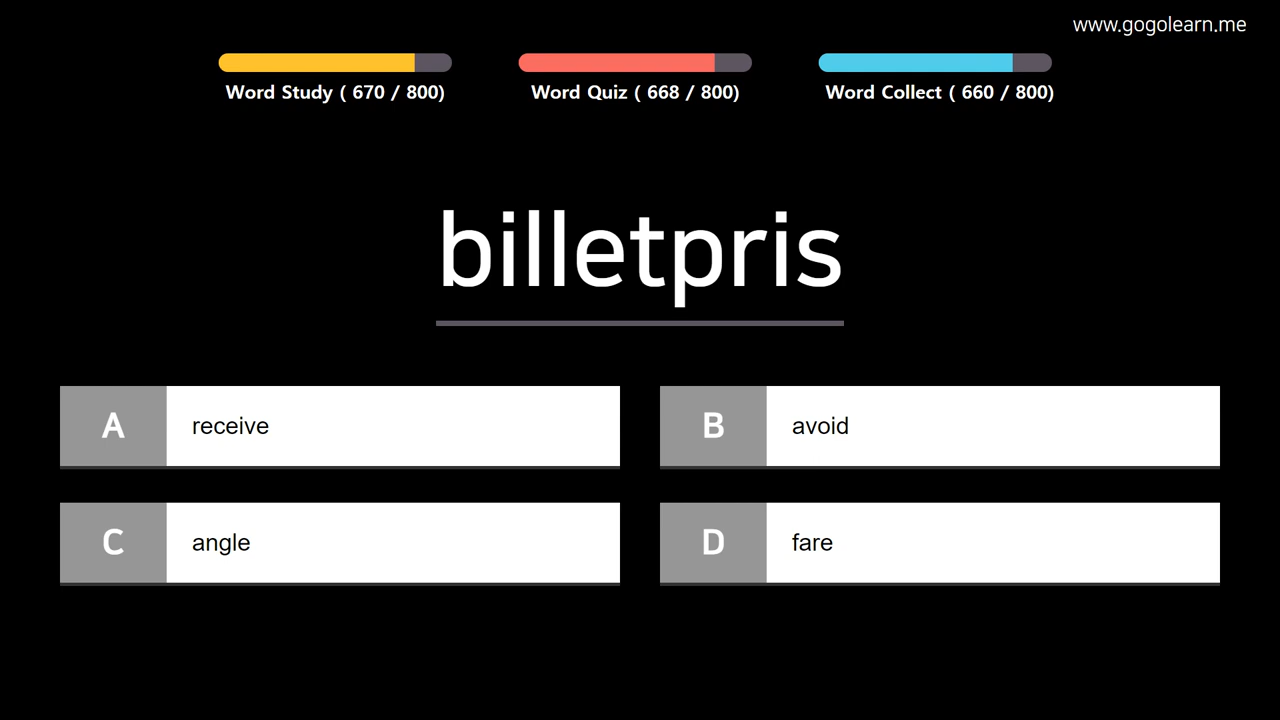 www.gogolearn.me
Word Study ( 670 / 800)
Word Quiz ( 668 / 800)
Word Collect ( 660 / 800)
billetpris
A receive
B avoid
C angle
D fare